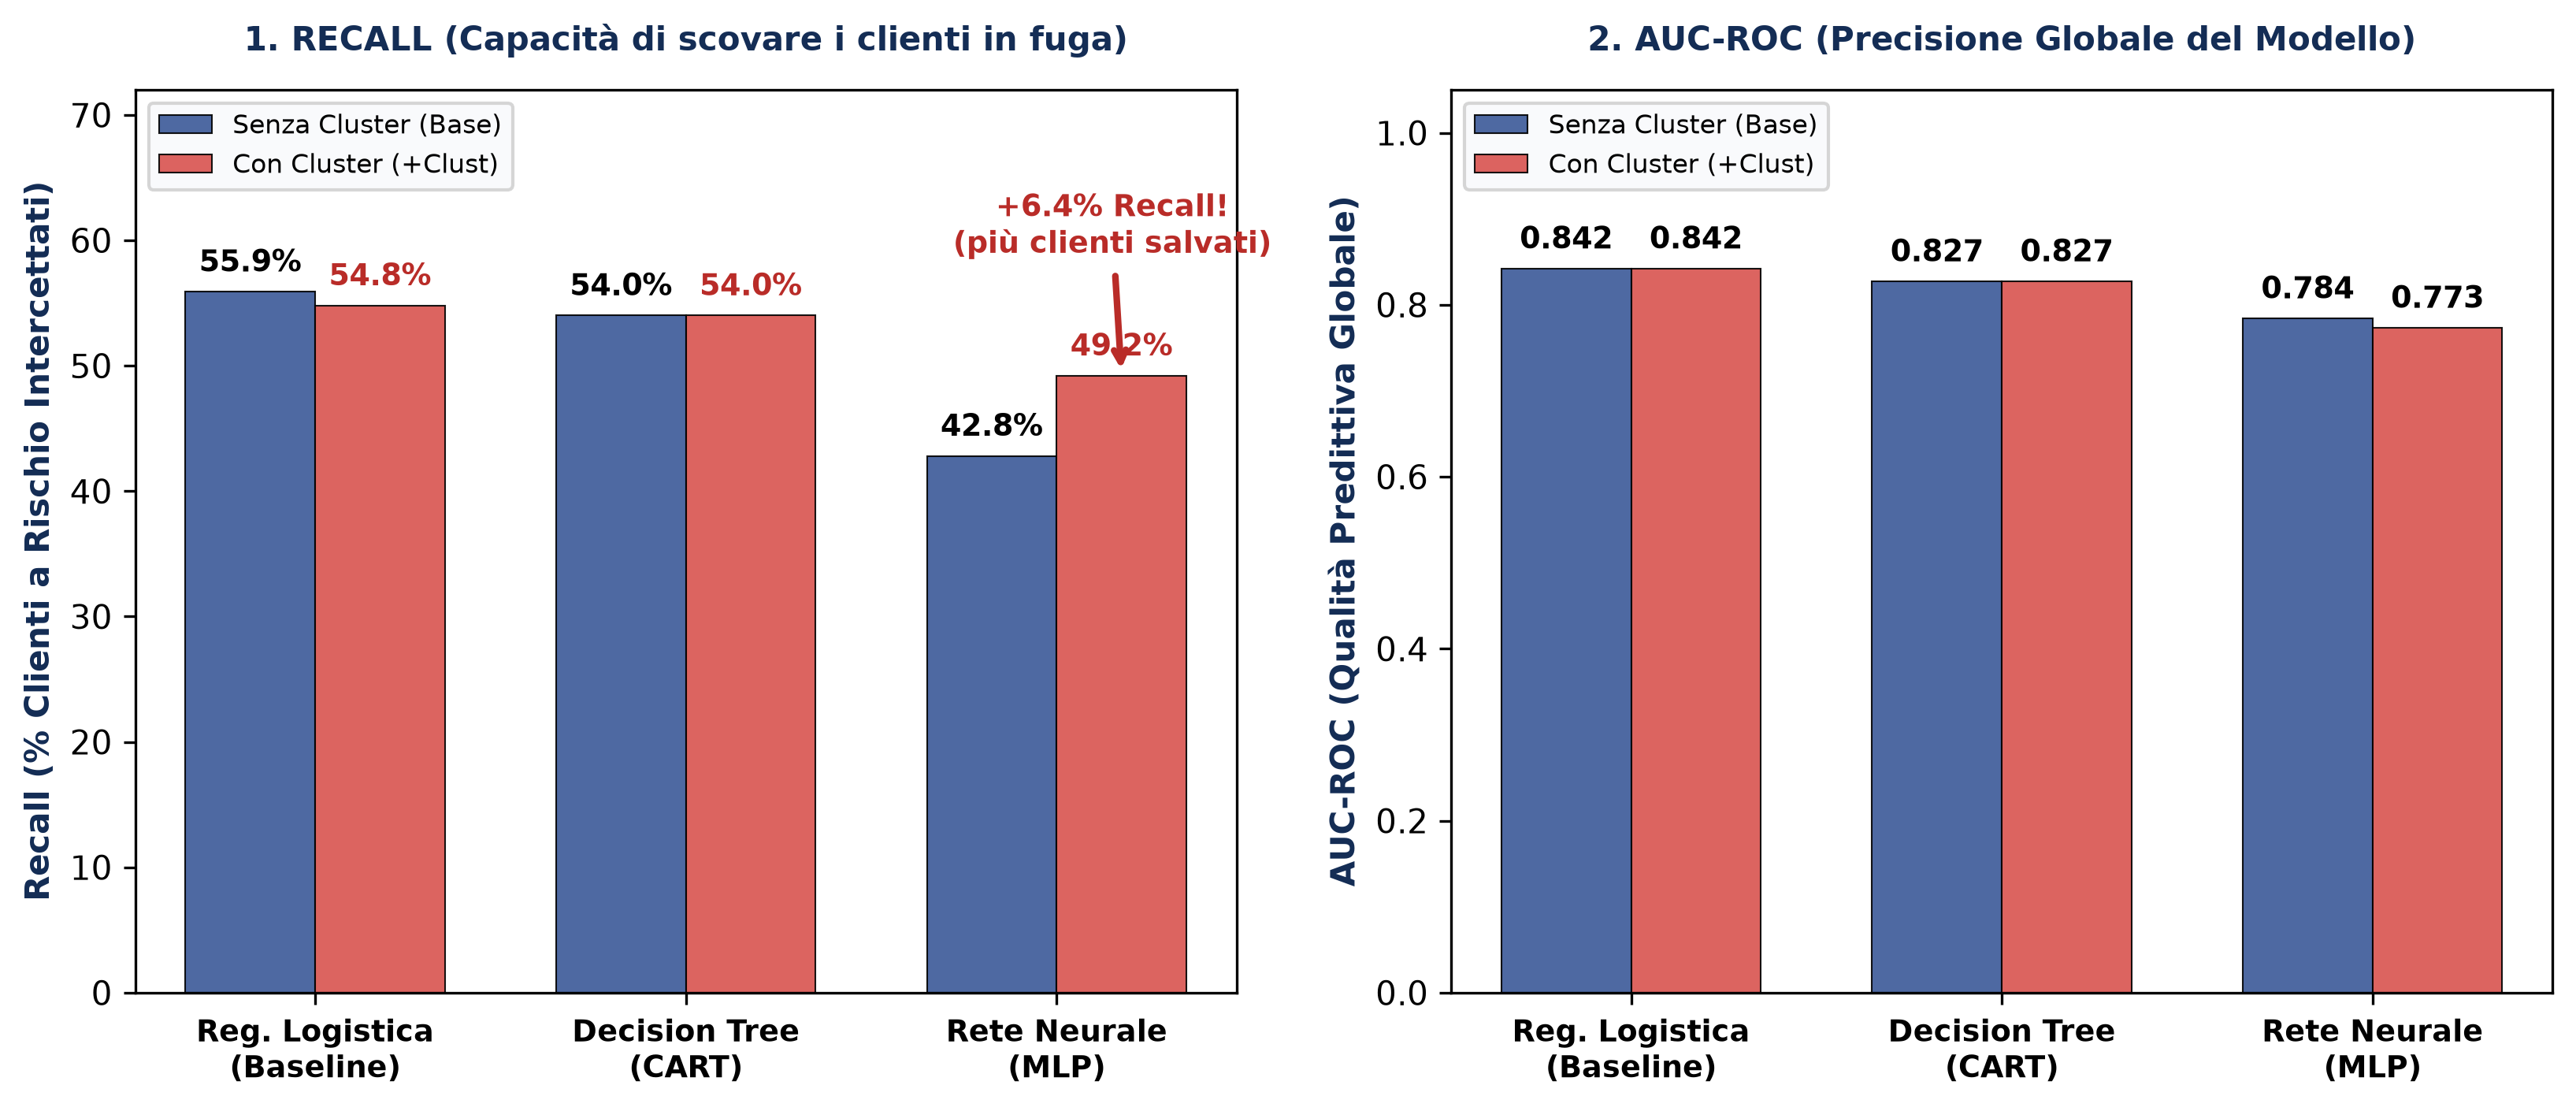 1. RECALL (Capacità di scovare i clienti in fuga)
Recall (% Clienti a Rischio Intercettati)
70
60
50
40
30
20
10
0
Senza Cluster (Base)
Con Cluster (+Clust)
+6.4% Recall!
(più clienti salvati)
55.9%
54.8%
54.0%
54.0%
42.8%
49.2%
Reg. Logistica
(Baseline)
Decision Tree
(CART)
Rete Neurale
(MLP)
2. AUC-ROC (Precisione Globale del Modello)
AUC-ROC (Qualità Predittiva Globale)
1.0
0.8
0.6
0.4
0.2
0.0
Senza Cluster (Base)
Con Cluster (+Clust)
0.842
0.842
0.827
0.827
0.784
0.773
Reg. Logistica
(Baseline)
Decision Tree
(CART)
Rete Neurale
(MLP)